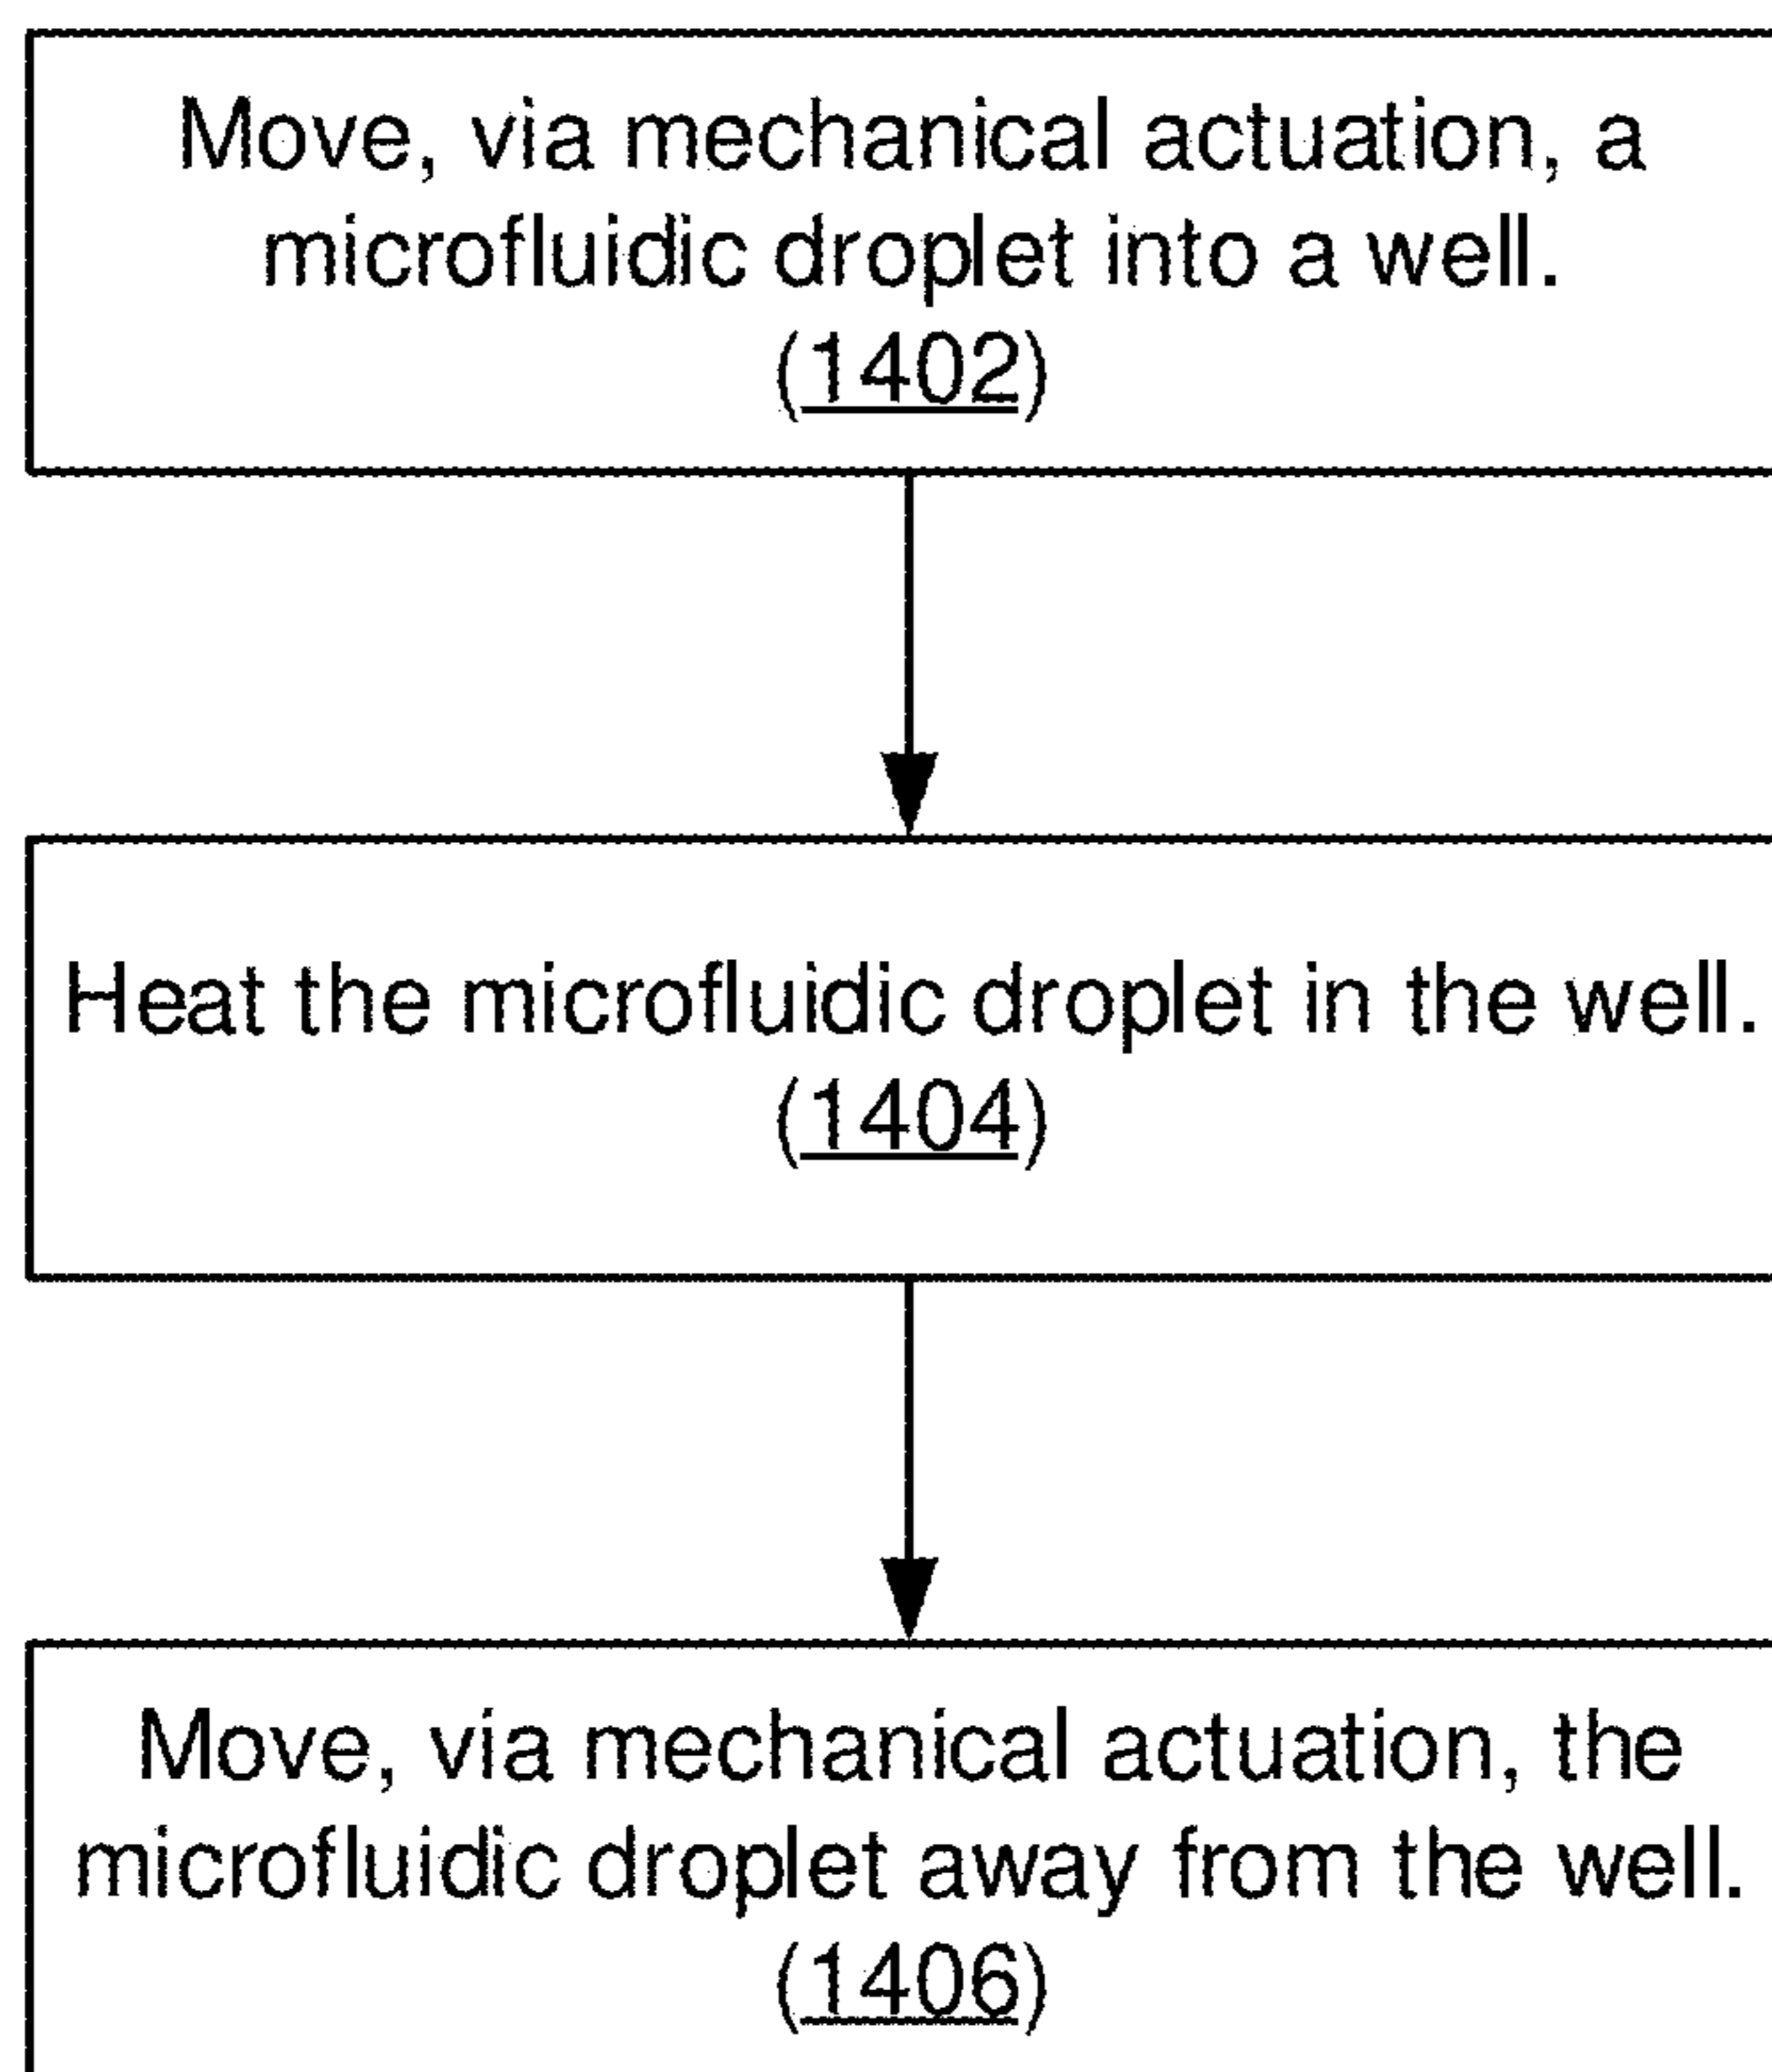 Move, via mechanical actuation, a
microfluidic droplet into a well.
(1402)
Heat the microfluidic droplet in the well.
(1404)
Move, via mechanical actuation, the
microfluidic droplet away from the well.
(1406)